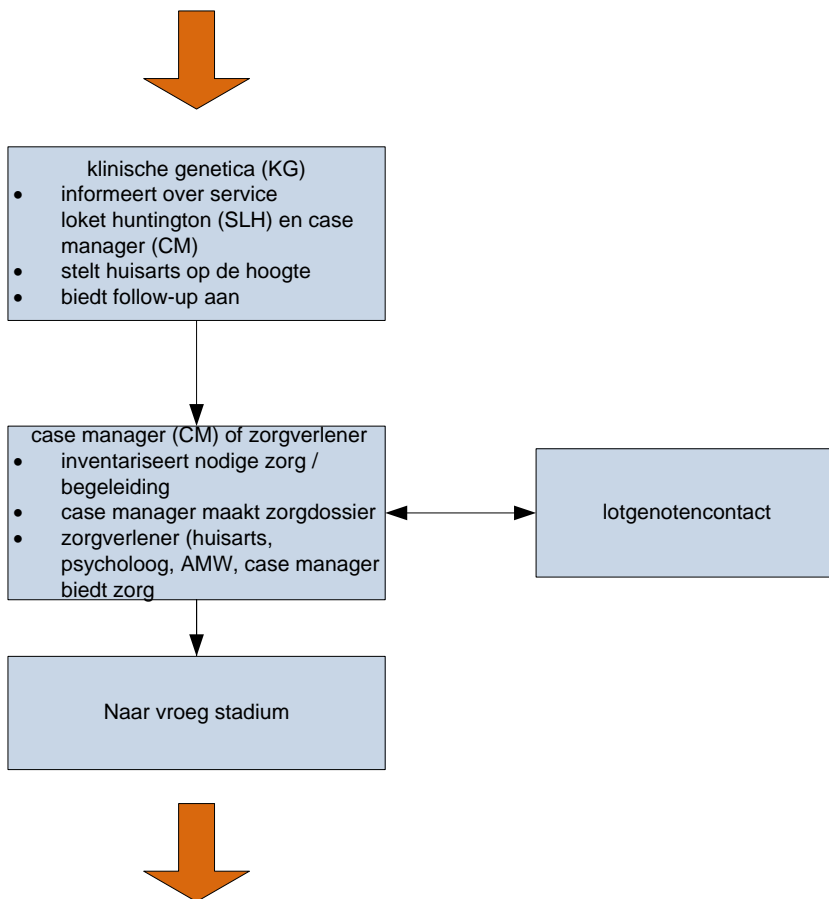 klinische genetica (KG)
• informeert over service
loket huntington (SLH) en case
manager (CM)
• stelt huisarts op de hoogte
• biedt follow-up aan
case manager (CM) of zorgverlener
• inventariseert nodige zorg /
begeleiding
• case manager maakt zorgdossier
• zorgverlener (huisarts,
psycholoog, AMW, case manager
biedt zorg
lotgenotencontact
Naar vroeg stadium